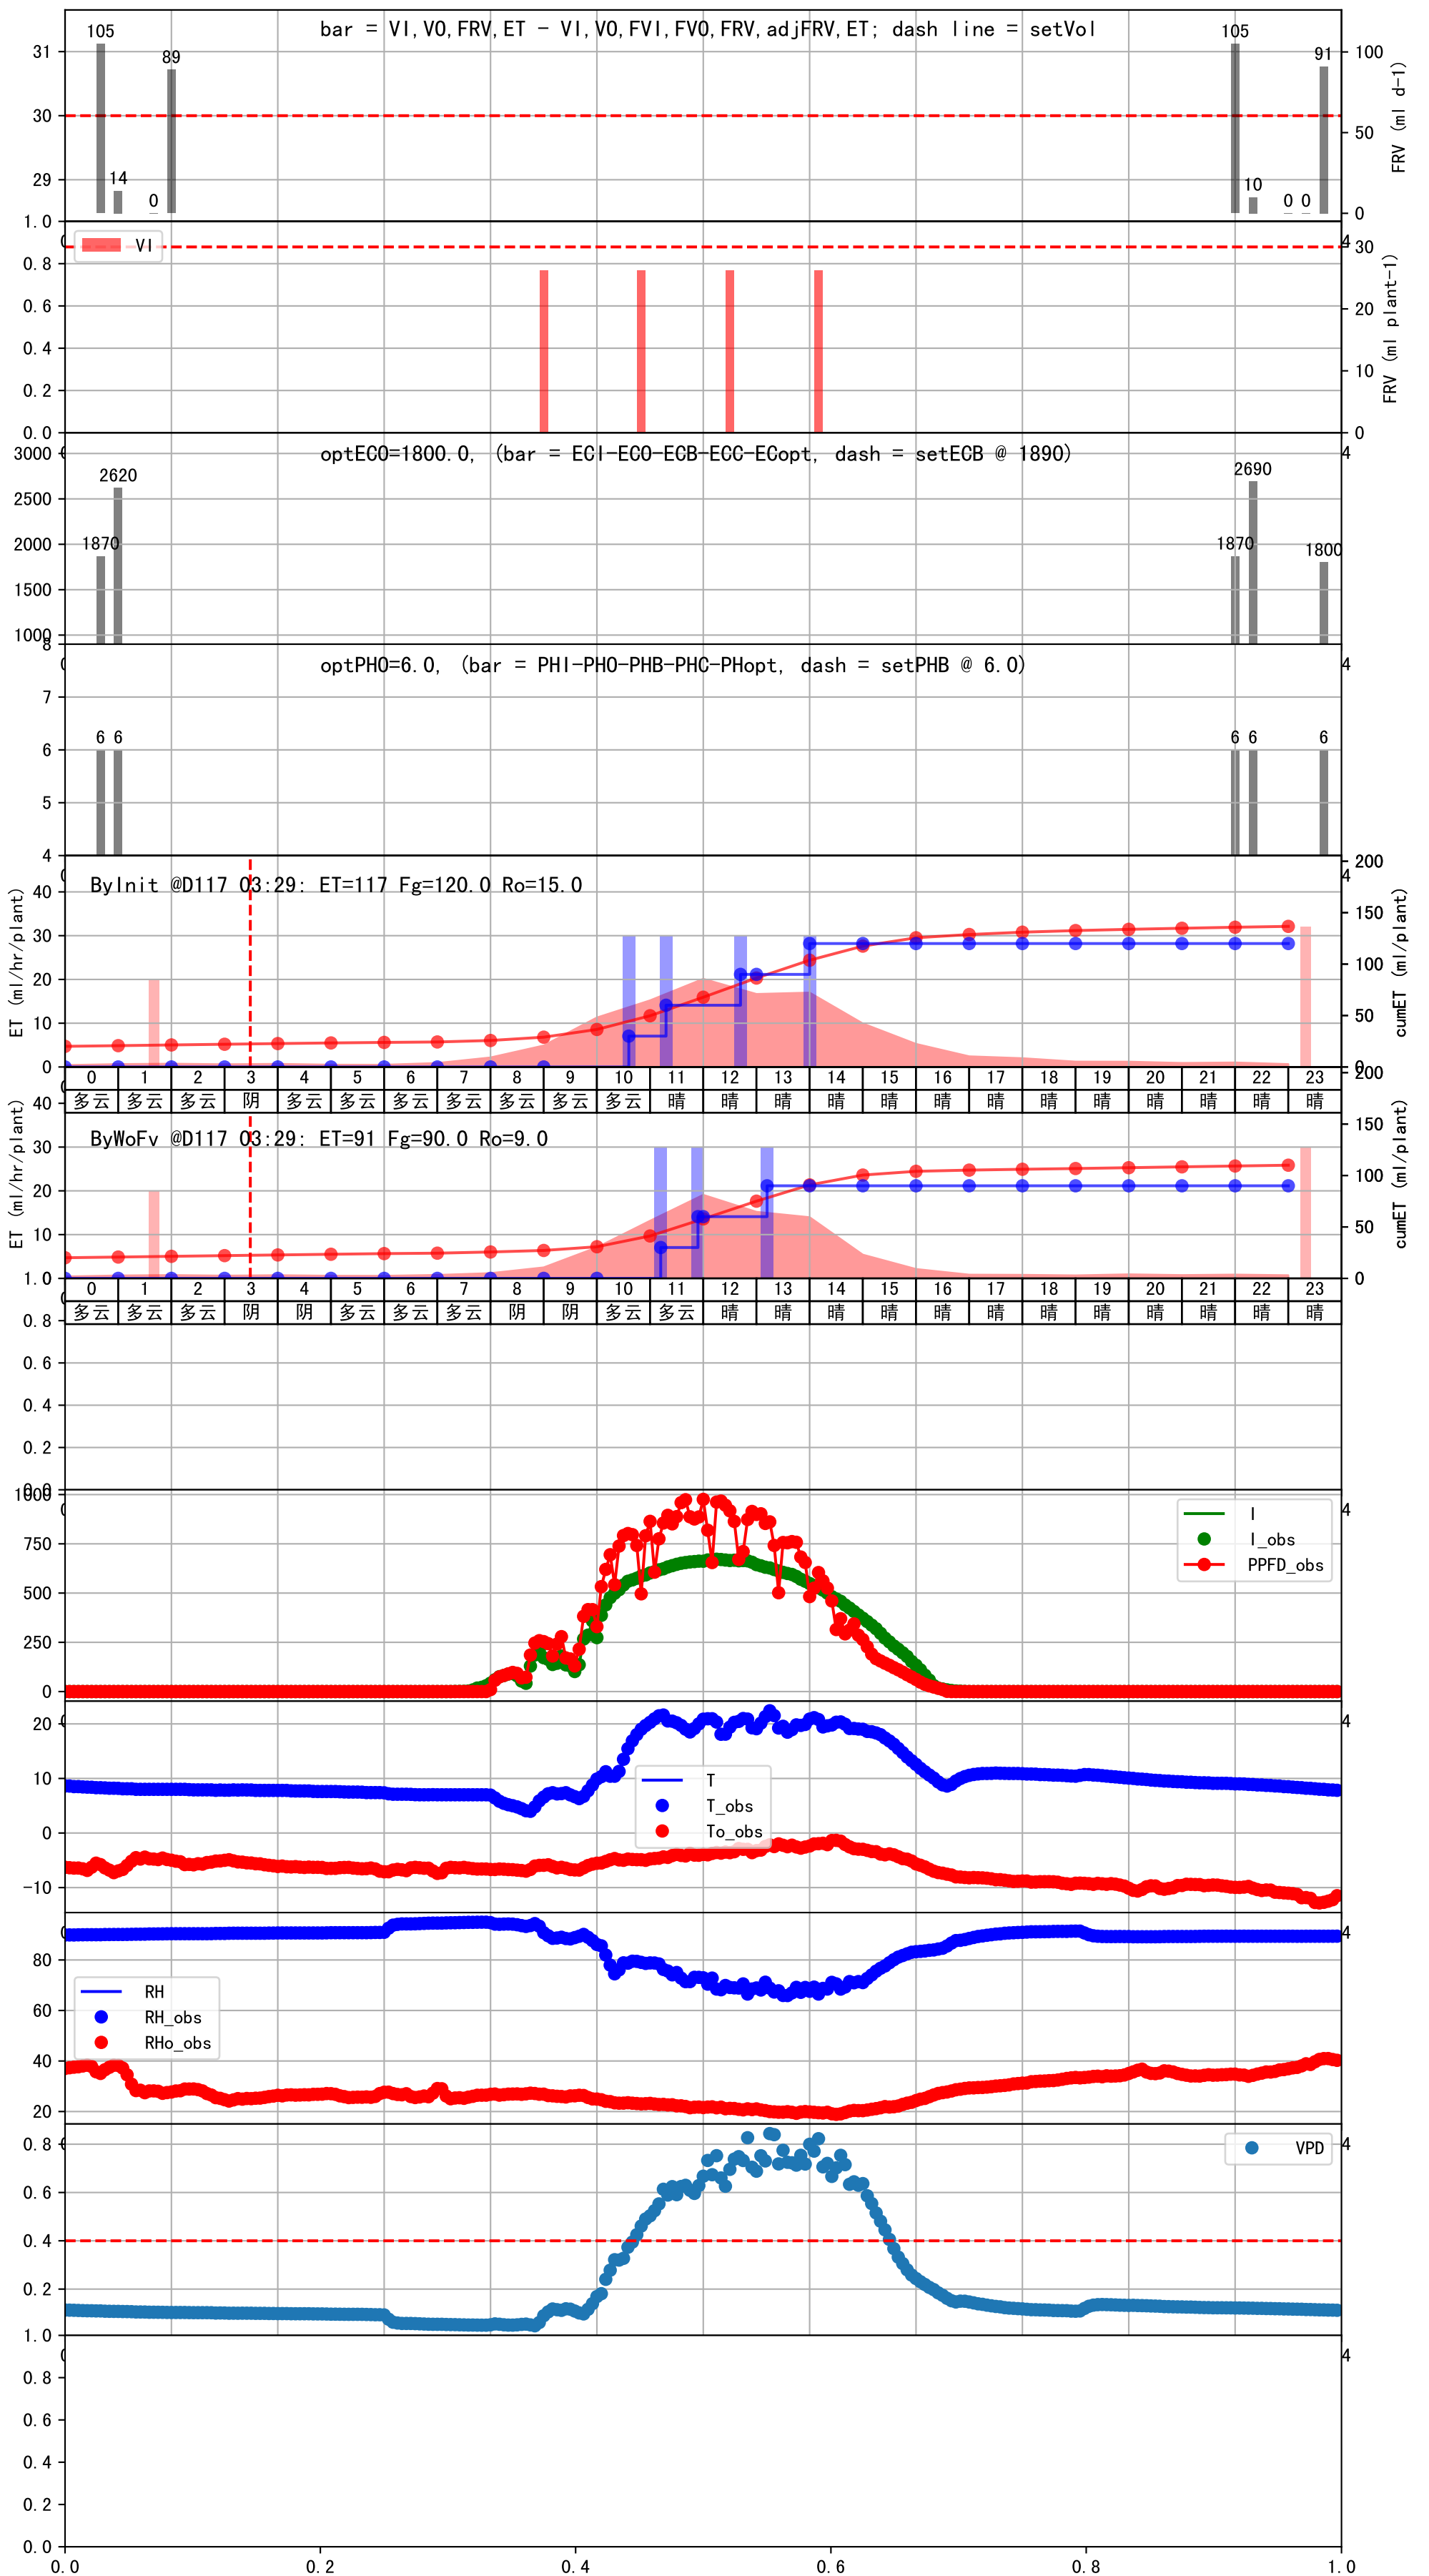 bar = VI,VO,FRV,ET - VI,VO,FVI,FVO,FRV,adjFRV,ET; dash line = setVol
105 14 0 89 105 10 0 0 91
31 30 29
100 50 0
FRV (ml d-1)
VI
1.0 0.8 0.6 0.4 0.2 0.0
30 20 10 0
FRV (ml plant-1)
optECO=1800.0, (bar = ECI-ECO-ECB-ECC-ECopt, dash = setECB @ 1890)
3000 2500 2000 1500 1000
1870 2620 1870 2690 1800
optPHO=6.0, (bar = PHI-PHO-PHB-PHC-PHopt, dash = setPHB @ 6.0)
8 7 6 5 4
6 6 6 6 6
ByInit @D117 03:29: ET=117 Fg=120.0 Ro=15.0
ET (ml/hr/plant)
40 30 20 10 0
200 150 100 50 0
cumET (ml/plant)
0 1 2 3 4 5 6 7 8 9 10 11 12 13 14 15 16 17 18 19 20 21 22 23
多云 多云 多云 阴 多云 多云 多云 多云 多云 多云 多云 晴 晴 晴 晴 晴 晴 晴 晴 晴 晴 晴 晴 晴
ByWoFv @D117 03:29: ET=91 Fg=90.0 Ro=9.0
ET (ml/hr/plant)
40 30 20 10
200 150 100 50 0
cumET (ml/plant)
0 1 2 3 4 5 6 7 8 9 10 11 12 13 14 15 16 17 18 19 20 21 22 23
多云 多云 多云 阴 阴 多云 多云 多云 阴 阴 多云 多云 晴 晴 晴 晴 晴 晴 晴 晴 晴 晴 晴 晴
1.0 0.8 0.6 0.4 0.2
1000 750 500 250 0
I
I_obs
PPFD_obs
20 10 0 -10
T
T_obs
To_obs
80 60 40 20
RH
RH_obs
RHo_obs
0.8 0.6 0.4 0.2
VPD
1.0 0.8 0.6 0.4 0.2 0.0
0.0 0.2 0.4 0.6 0.8 1.0